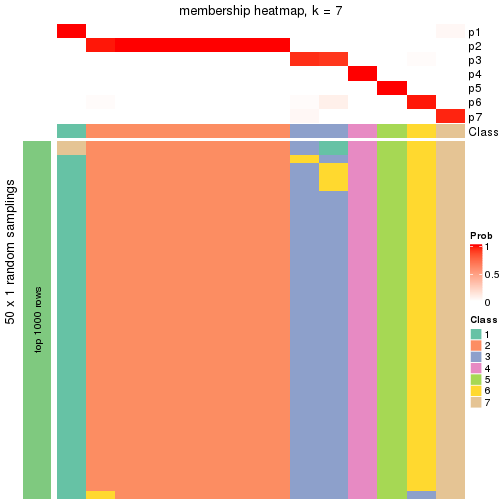 membership heatmap, k = 7
p1
p2
p3
p4
p5
p6
p7
Class
50 x 1 random samplings
top 1000 rows
Prob
1
0.5
0
Class
1
2
3
4
5
6
7